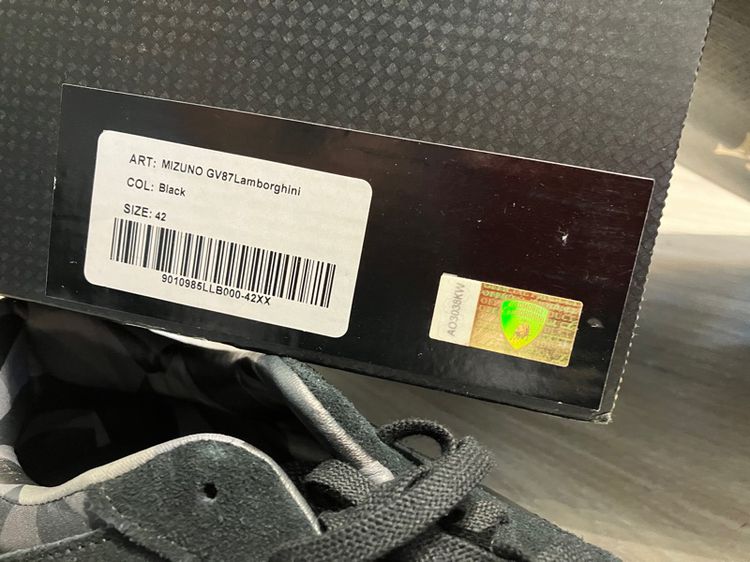 ART: MIZUNO GV87Lamborghini
COL: Black
SIZE: 42
9010985LLB000-42XX
AO3038KW